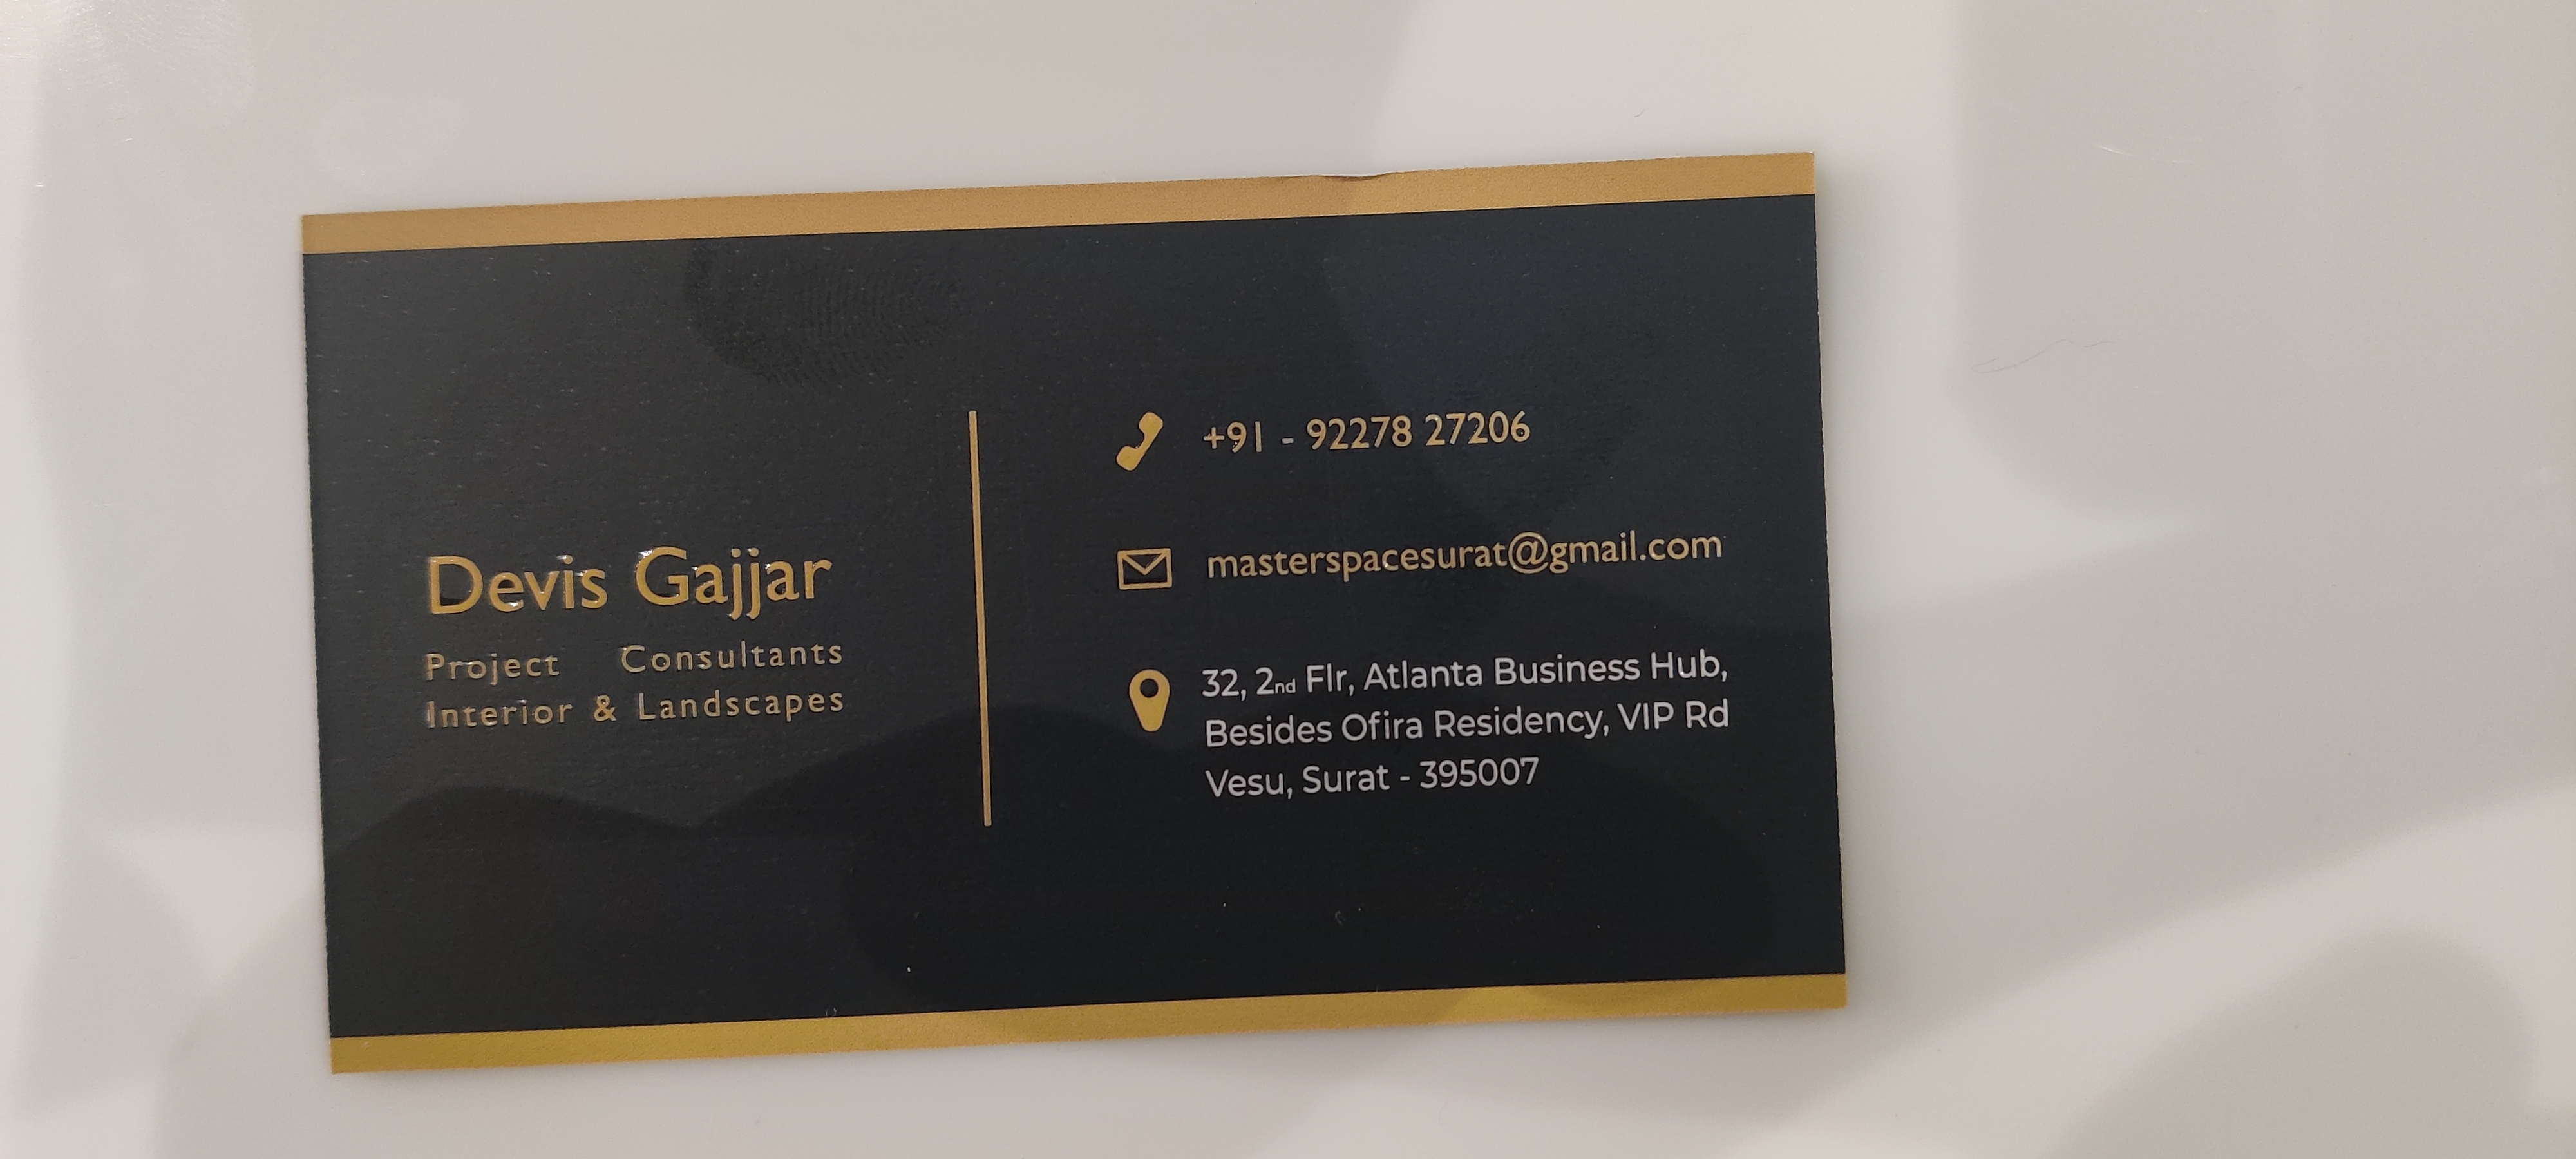 Devis Gajjar
Project Consultants
Interior & Landscapes
+91 - 92278 27206
masterspacesurat@gmail.com
32, 2nd Flr, Atlanta Business Hub,
Besides Ofira Residency, VIP Rd
Vesu, Surat - 395007